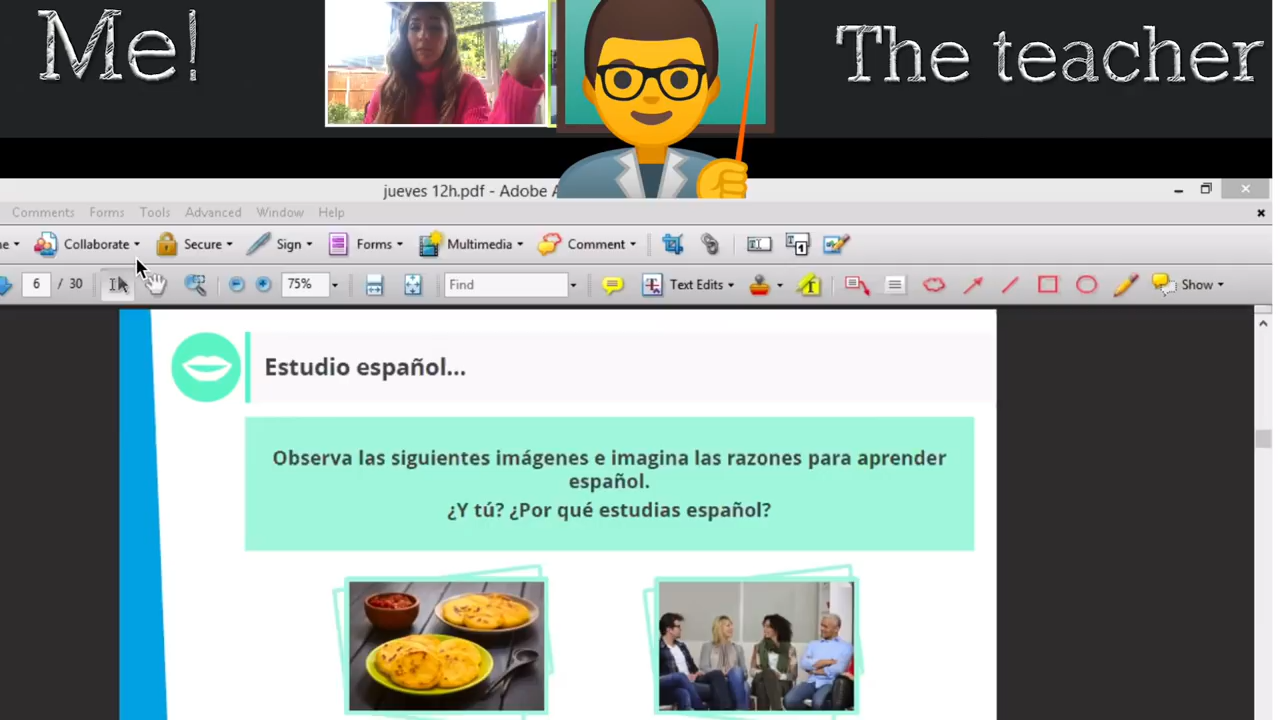 Me!
The teacher
jueves 12h.pdf - Adobe A
Comments Forms Tools Advanced Window Help
Collaborate Secure Sign Forms Multimedia Comment
6 / 30 75% Find Text Edits Show
Estudio español...
Observa las siguientes imágenes e imagina las razones para aprender
español.
¿Y tú? ¿Por qué estudias español?